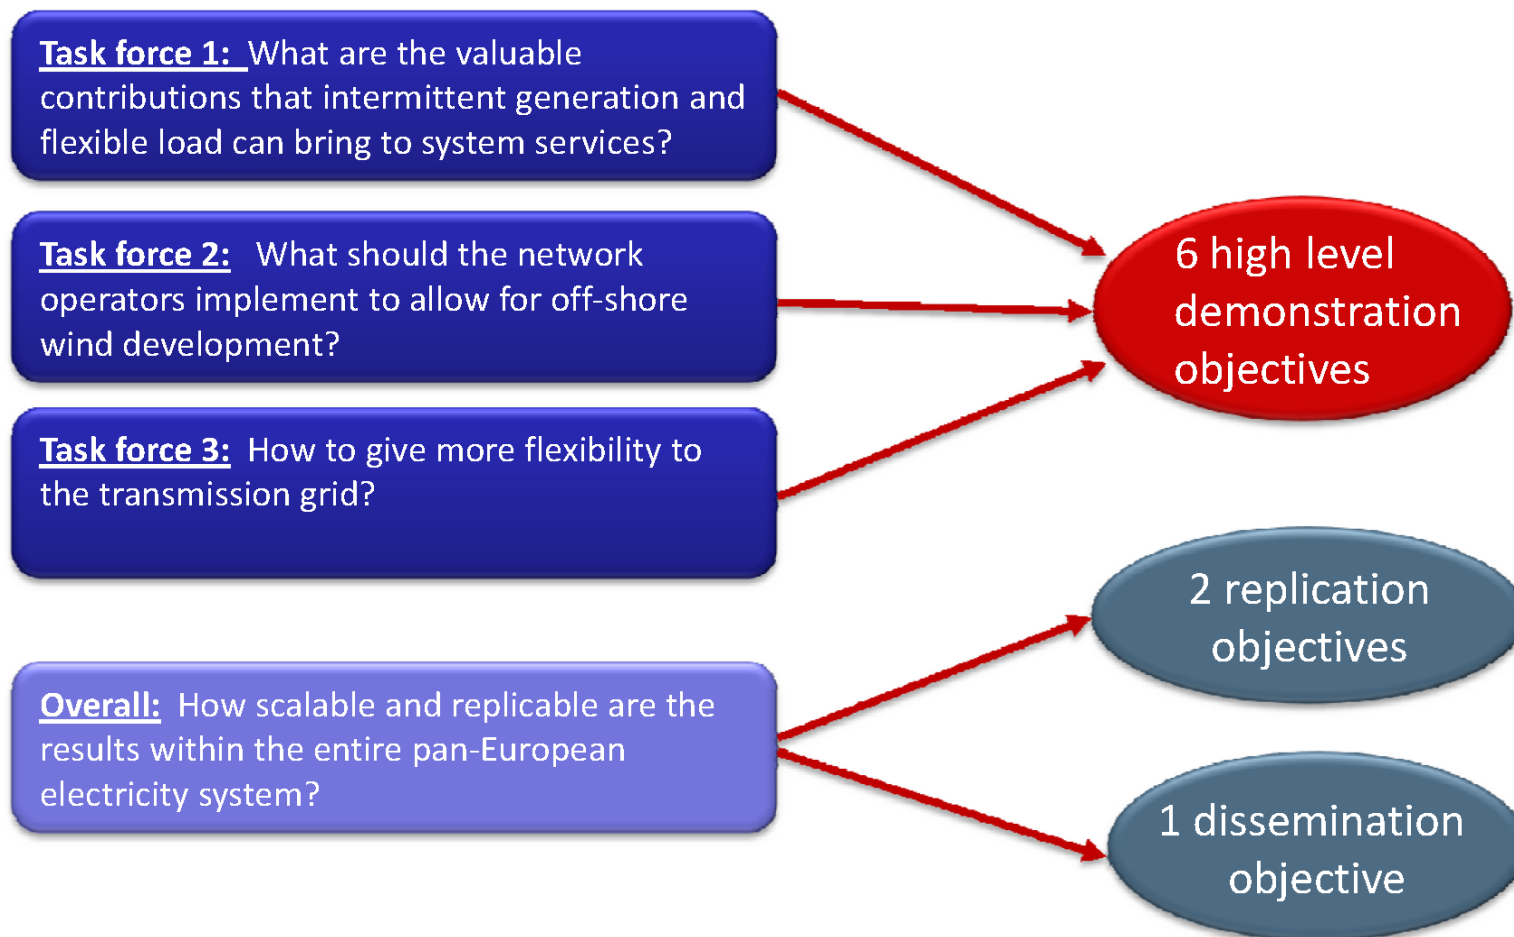 Task force 1: What are the valuable
contributions that intermittent generation and
flexible load can bring to system services?
Task force 2: What should the network
operators implement to allow for off-shore
wind development?
Task force 3: How to give more flexibility to
the transmission grid?
6 high level
demonstration
objectives
Overall: How scalable and replicable are the
results within the entire pan-European
electricity system?
2 replication
objectives
1 dissemination
objective